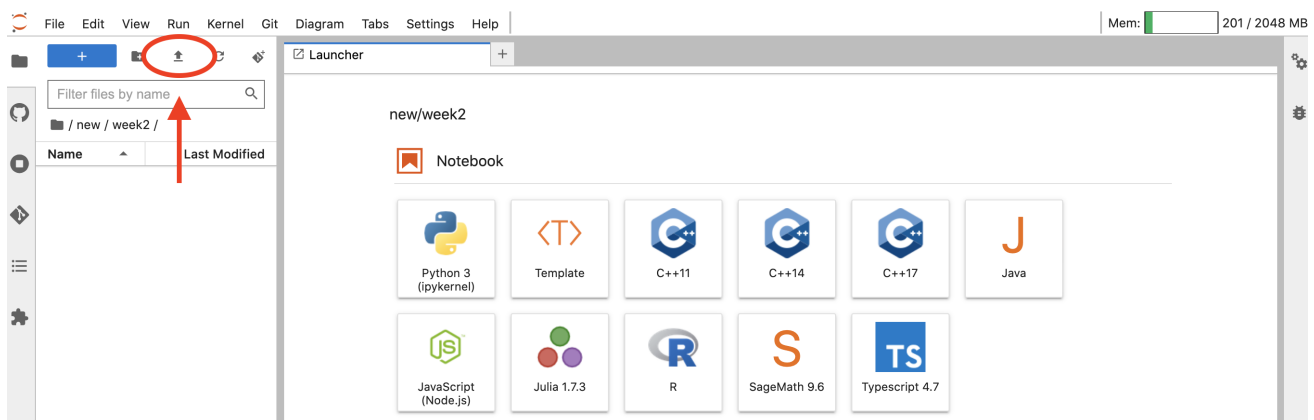 File Edit View Run Kernel Git Diagram Tabs Settings Help
Mem: 201 / 2048 MB
+
Launcher
+
Filter files by name
/ new / week2 /
Name Last Modified
new/week2
Notebook
Python 3
(ipykernel)
<T>
Template
C++
C++11
C++
C++14
C++
C++17
J
Java
JS
JavaScript
(Node.js)
Julia 1.7.3
R
R
S
SageMath 9.6
TS
Typescript 4.7